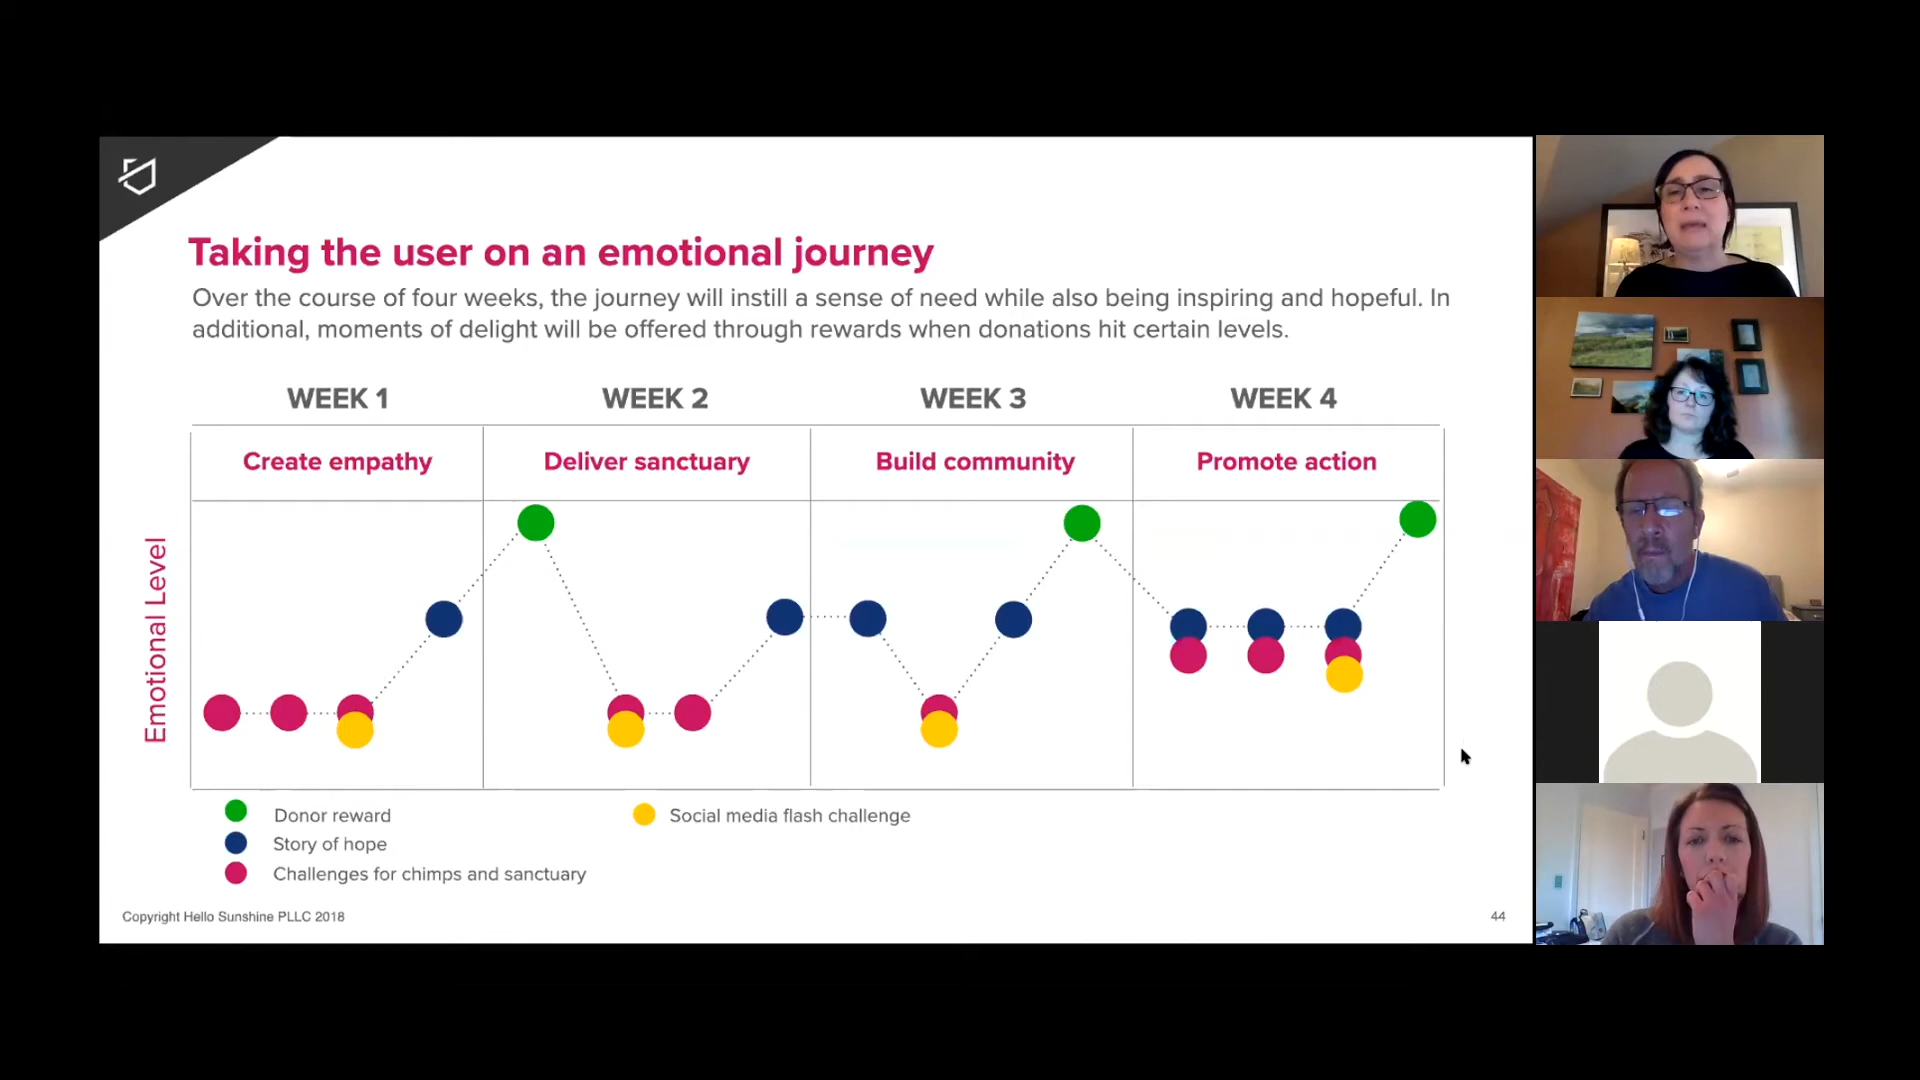 Taking the user on an emotional journey
Over the course of four weeks, the journey will instill a sense of need while also being inspiring and hopeful. In
additional, moments of delight will be offered through rewards when donations hit certain levels.
WEEK 1
WEEK 2
WEEK 3
WEEK 4
Create empathy
Deliver sanctuary
Build community
Promote action
Emotional Level
Donor reward
Story of hope
Challenges for chimps and sanctuary
Social media flash challenge
Copyright Hello Sunshine PLLC 2018
44